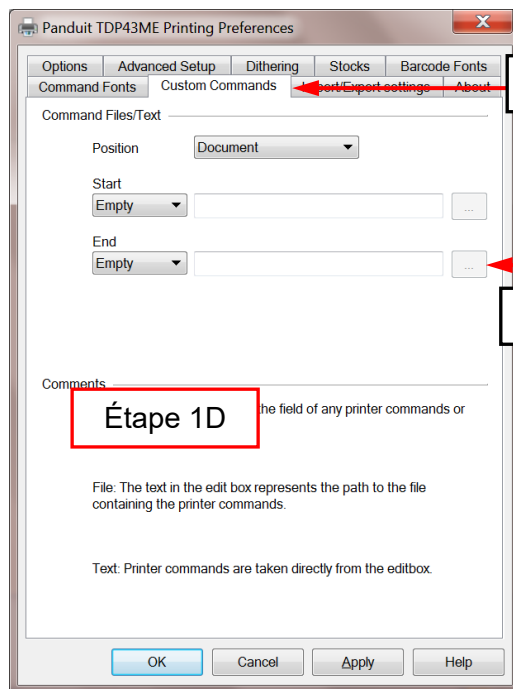 Panduit TDP43ME Printing Preferences
Options Advanced Setup Dithering Stocks Barcode Fonts
Command Fonts Custom Commands Import/Export settings About
Command Files/Text
Position Document
Start
Empty ...
End
Empty ...
Comments
Étape 1D
the field of any printer commands or
File: The text in the edit box represents the path to the file
containing the printer commands.
Text: Printer commands are taken directly from the editbox.
OK Cancel Apply Help